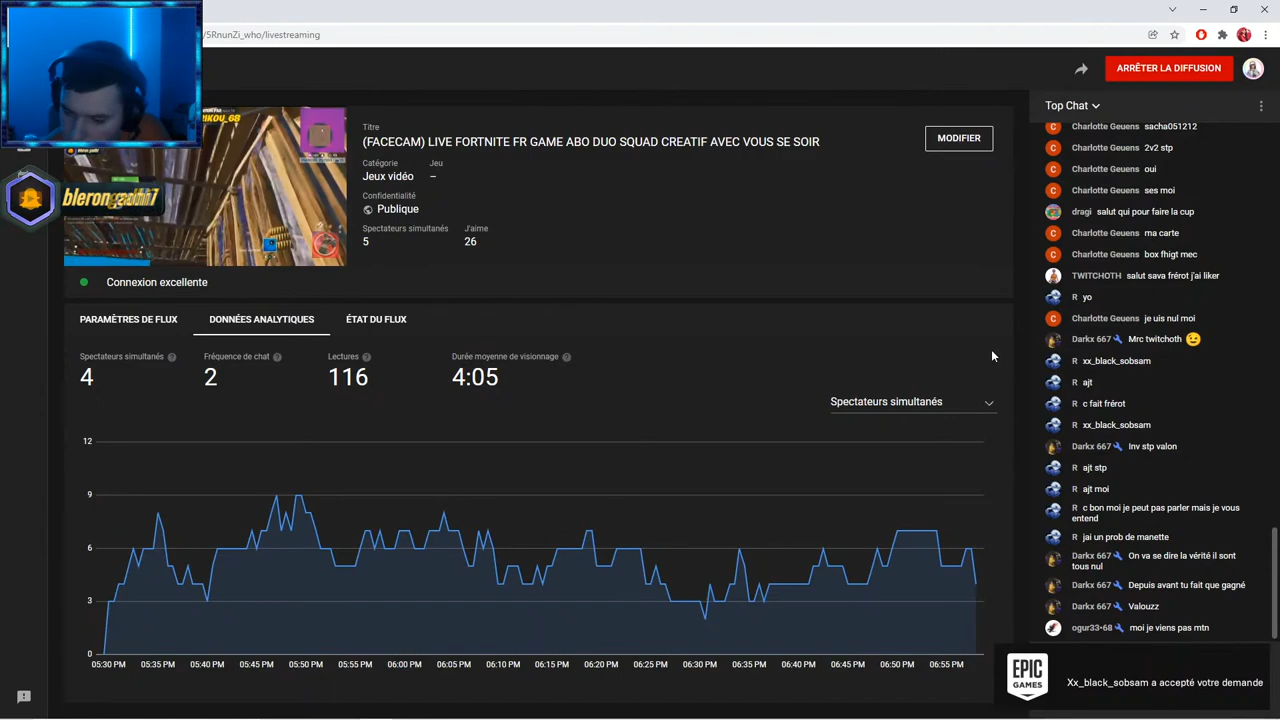 /5RnunZi_who/livestreaming
ARRÊTER LA DIFFUSION
RIKOU_GB
Titre
(FACECAM) LIVE FORTNITE FR GAME ABO DUO SQUAD CREATIF AVEC VOUS SE SOIR
MODIFIER
Catégorie
Jeu
Jeux vidéo
–
Confidentialité
Publique
Spectateurs simultanés
J'aime
5
26
Connexion excellente
PARAMÈTRES DE FLUX
DONNÉES ANALYTIQUES
ÉTAT DU FLUX
Spectateurs simultanés
Fréquence de chat
Lectures
Durée moyenne de visionnage
4
2
116
4:05
Spectateurs simultanés
12
9
6
3
0
05:30 PM
05:35 PM
05:40 PM
05:45 PM
05:50 PM
05:55 PM
06:00 PM
06:05 PM
06:10 PM
06:15 PM
06:20 PM
06:25 PM
06:30 PM
06:35 PM
06:40 PM
06:45 PM
06:50 PM
06:55 PM
Top Chat
Charlotte Geuens sacha051212
Charlotte Geuens 2v2 stp
Charlotte Geuens oui
Charlotte Geuens ses moi
dragi salut qui pour faire la cup
Charlotte Geuens ma carte
Charlotte Geuens box fhigt mec
TWITCHOTH salut sava frérot j'ai liker
R yo
Charlotte Geuens je uis nul moi
Darkx 667 Mrc twitchoth 😉
R xx_black_sobsam
R ajt
R c fait frérot
R xx_black_sobsam
Darkx 667 Inv stp valon
R ajt stp
R ajt moi
R c bon moi je peut pas parler mais je vous
entend
R jai un prob de manette
Darkx 667 On va se dire la vérité il sont
tous nul
Darkx 667 Depuis avant tu fait que gagné
Darkx 667 Valouzz
ogur33•68 moi je viens pas mtn
EPIC
GAMES
Xx_black_sobsam a accepté votre demande